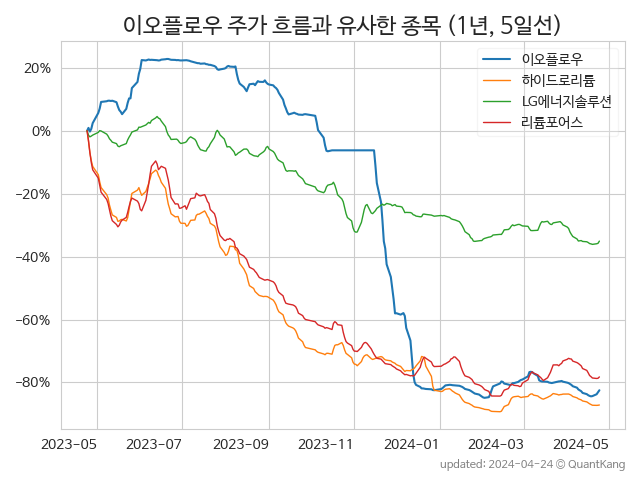 이오플로우 주가 흐름과 유사한 종목 (1년, 5일선)
이오플로우
하이드로리튬
LG에너지솔루션
리튬포어스
20%
0%
−20%
−40%
−60%
−80%
2023-05
2023-07
2023-09
2023-11
2024-01
2024-03
2024-05
updated: 2024-04-24 © QuantKang